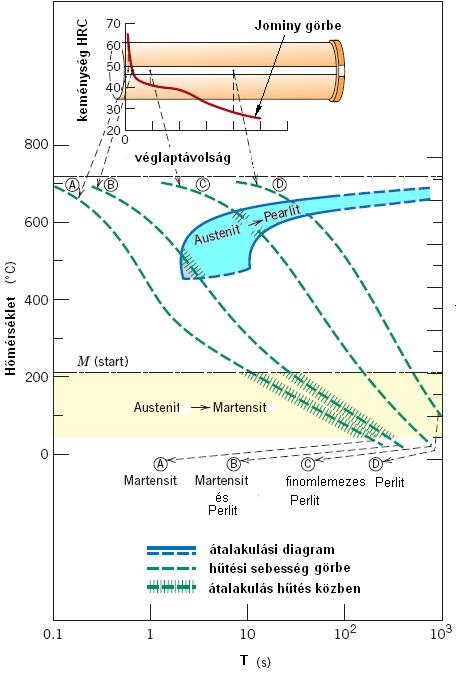 70
Jominy görbe
60
50
40
30
20
keménység HRC
0
véglaptávolság
800
A B C D
600
Austenit → Pearlit
400
Hőmérséklet (°C)
M (start)
200
Austenit → Martensit
0
A B C D
Martensit Martensit finomlemezes Perlit
és Perlit
Perlit
átalakulási diagram
hűtési sebesség görbe
átalakulás hűtés közben
0.1 1 10 10² 10³
T (s)